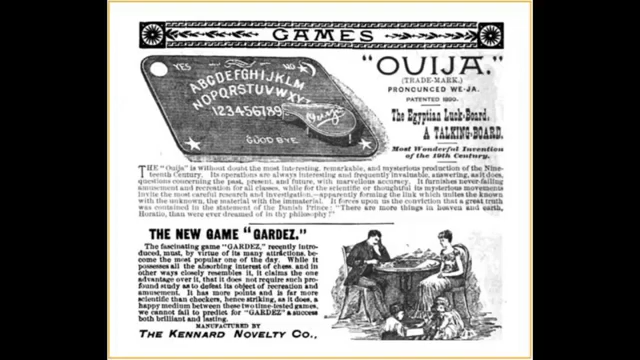 GAMES
YES NO
ABCDEFGHIJKLM
NOPQRSTUVWXYZ
1234567890
Ouija
GOOD BYE
"OUIJA."
(TRADE-MARK.)
PRONOUNCED WE-JA.
PATENTED 1890.
The Egyptian Luck-Board.
A TALKING-BOARD.
Most Wonderful Invention
of the 19th Century.
THE "Ouija" is without doubt the most interesting, remarkable, and mysterious production of the Nine-
teenth Century. Its operations are always interesting and frequently invaluable, answering, as it does,
questions concerning the past, present, and future, with marvellous accuracy. It furnishes never-failing
amusement and recreation for all classes, while for the scientific or thoughtful its mysterious movements
invite the most careful research and investigation,—apparently forming the link which unites the known with
the unknown, the material with the immaterial. It forces upon us the conviction that a great truth
was contained in the statement of the Danish Prince: "There are more things in heaven and earth,
Horatio, than were ever dreamed of in thy philosophy!"
THE NEW GAME "GARDEZ."
The fascinating game "GARDEZ," recently intro-
duced, must, by virtue of its many attractions, be-
come the most popular one of the day. While it
possesses all the absorbing interest of chess, and in
other ways closely resembles it, it claims the one
advantage over it, that it does not require such pro-
found study as to defeat its object of recreation and
amusement. It has more points and is far more
scientific than checkers, hence striking, as it does, a
happy medium between these two time-tested games,
we cannot fail to predict for "GARDEZ" a success
both brilliant and lasting.
MANUFACTURED BY
THE KENNARD NOVELTY CO.,